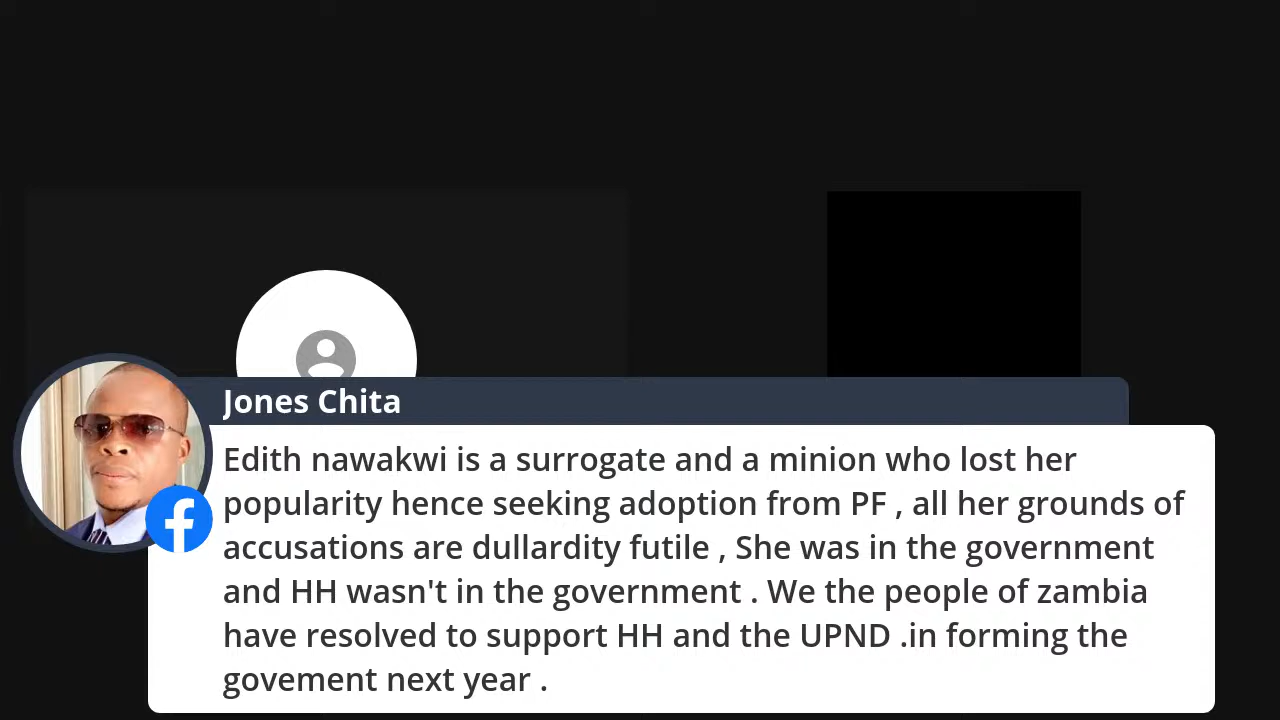 Jones Chita
Edith nawakwi is a surrogate and a minion who lost her
popularity hence seeking adoption from PF , all her grounds of
accusations are dullardity futile , She was in the government
and HH wasn't in the government . We the people of zambia
have resolved to support HH and the UPND .in forming the
govement next year .